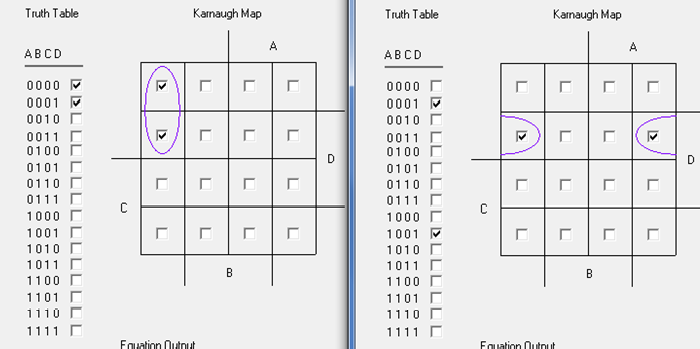 Truth Table
Karnaugh Map
A
A B C D
0000
0001
0010
0011
0100
0101
0110
0111
1000
1001
1010
1011
1100
1101
1110
1111
D
C
B
Equation Output
Truth Table
Karnaugh Map
A
A B C D
0000
0001
0010
0011
0100
0101
0110
0111
1000
1001
1010
1011
1100
1101
1110
1111
D
C
B
Equation Output